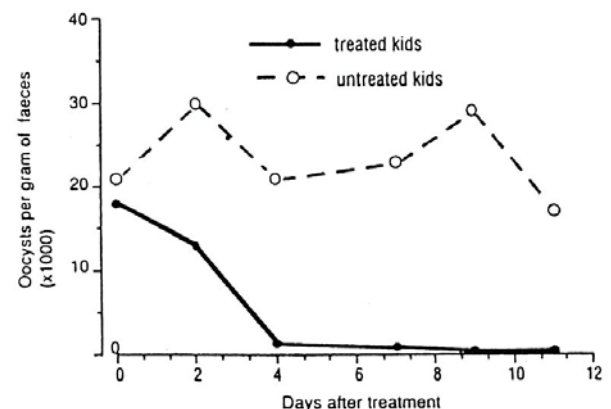 40
30
20
10
0
Oocysts per gram of faeces
(x1000)
treated kids
untreated kids
0 2 4 6 8 10 12
Days after treatment